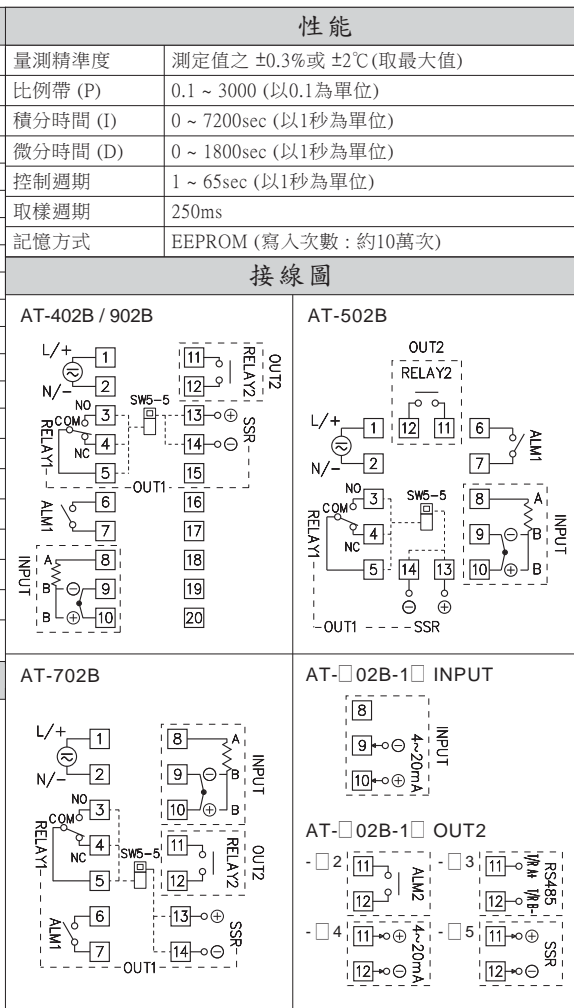 性能
量測精準度 測定值之 ±0.3%或 ±2℃(取最大值)
比例帶 (P) 0.1 ~ 3000 (以0.1為單位)
積分時間 (I) 0 ~ 7200sec (以1秒為單位)
微分時間 (D) 0 ~ 1800sec (以1秒為單位)
控制週期 1 ~ 65sec (以1秒為單位)
取樣週期 250ms
記憶方式 EEPROM (寫入次數 : 約10萬次)
接線圖
AT-402B / 902B
L/+ 1
N/- 2
NO 3
COM
4
NC
5
RELAY1
OUT1
SW5-5
11
12
RELAY2
OUT2
13 ⊕
14 ⊖
SSR
15
6
7
ALM1
16
17
INPUT
A 8
B ⊖ 9
B ⊕ 10
18
19
20
AT-502B
OUT2
RELAY2
12 11
L/+ 1
N/- 2
6
7
ALM1
NO 3
COM
4
NC
5
RELAY1
SW5-5
14 13
⊖ ⊕
OUT1 SSR
8 A
9 ⊖ B
10 ⊕ B
INPUT
AT-702B
L/+ 1
N/- 2
NO 3
COM
4
NC
5
RELAY1
SW5-5
6
7
ALM1
OUT1
8 A
9 ⊖ B
10 ⊕ B
INPUT
11
12
RELAY2
OUT2
13 ⊕
14 ⊖
SSR
AT-□02B-1□ INPUT
8
9 ⊖
10 ⊕
4~20mA
INPUT
AT-□02B-1□ OUT2
-□2 11
12
ALM2
-□3 11 T/R A+
12 T/R B-
RS485
-□4 11 ⊕
12 ⊖
4~20mA
-□5 11 ⊕
12 ⊖
SSR